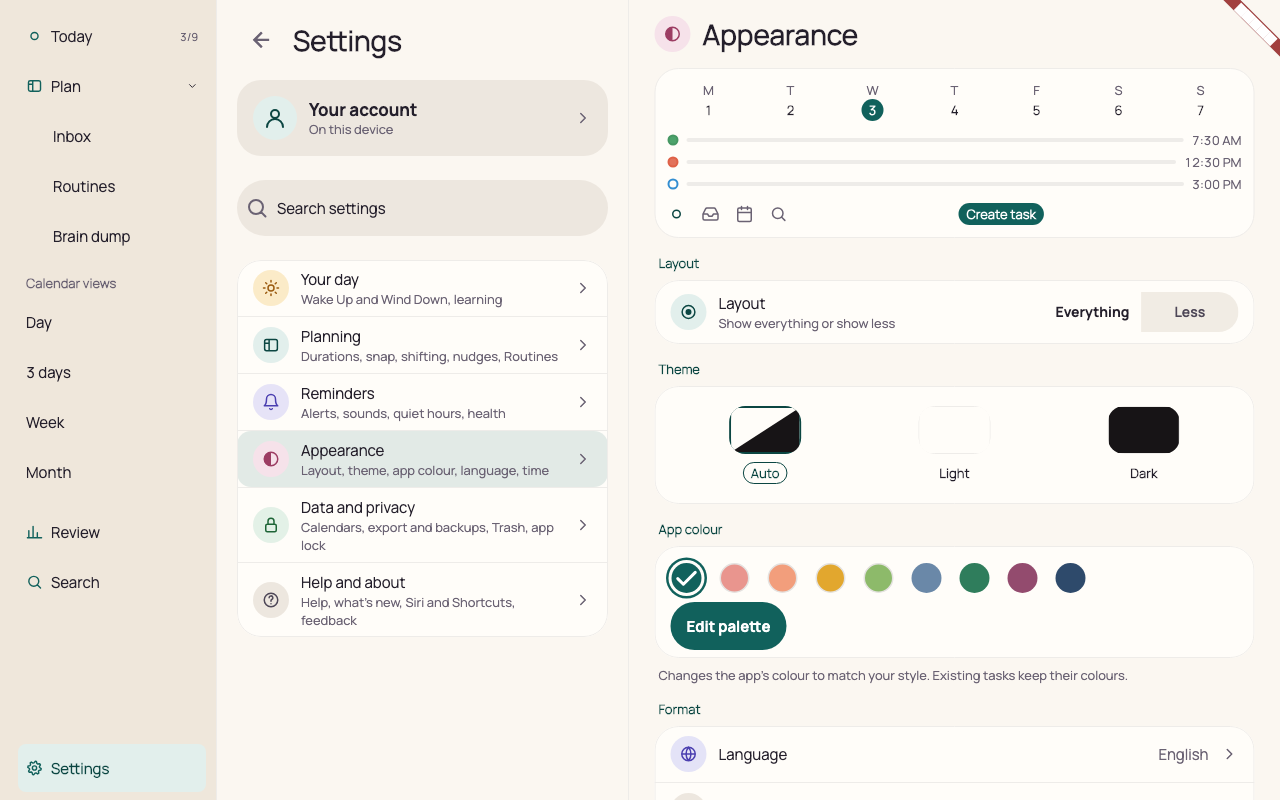 Today
3/9
Plan
Inbox
Routines
Brain dump
Calendar views
Day
3 days
Week
Month
Review
Search
Settings
Settings
Your account
On this device
Search settings
Your day
Wake Up and Wind Down, learning
Planning
Durations, snap, shifting, nudges, Routines
Reminders
Alerts, sounds, quiet hours, health
Appearance
Layout, theme, app colour, language, time
Data and privacy
Calendars, export and backups, Trash, app
lock
Help and about
Help, what's new, Siri and Shortcuts,
feedback
Appearance
M T W T F S S
1 2 3 4 5 6 7
7:30 AM
12:30 PM
3:00 PM
Create task
Layout
Layout
Show everything or show less
Everything
Less
Theme
Auto
Light
Dark
App colour
Edit palette
Changes the app's colour to match your style. Existing tasks keep their colours.
Format
Language
English